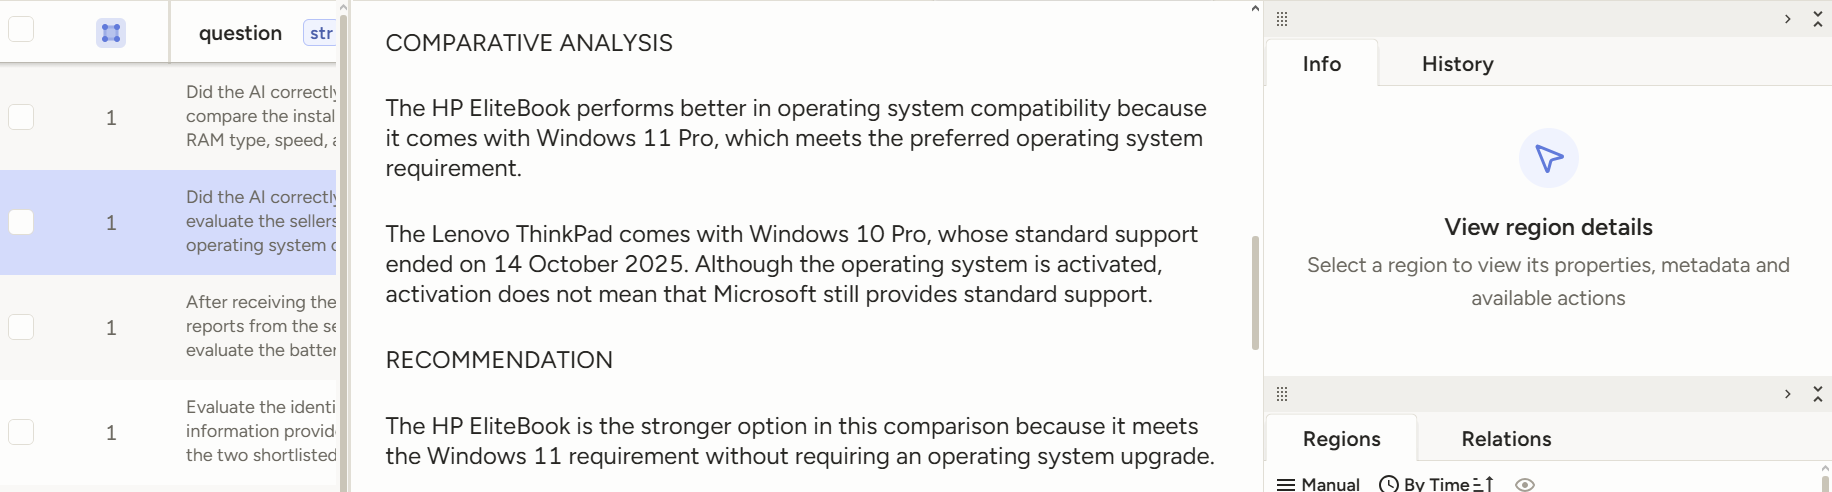 question str
1 Did the AI correctly
compare the instal
RAM type, speed, a
1 Did the AI correctly
evaluate the sellers
operating system c
1 After receiving the
reports from the se
evaluate the batter
1 Evaluate the identi
information provid
the two shortlisted
COMPARATIVE ANALYSIS
The HP EliteBook performs better in operating system compatibility because
it comes with Windows 11 Pro, which meets the preferred operating system
requirement.
The Lenovo ThinkPad comes with Windows 10 Pro, whose standard support
ended on 14 October 2025. Although the operating system is activated,
activation does not mean that Microsoft still provides standard support.
RECOMMENDATION
The HP EliteBook is the stronger option in this comparison because it meets
the Windows 11 requirement without requiring an operating system upgrade.
Info History
View region details
Select a region to view its properties, metadata and
available actions
Regions Relations
Manual By Time